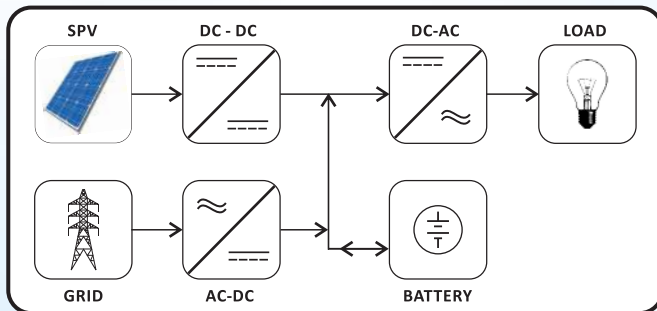 SPV
DC - DC
DC-AC
LOAD
GRID
AC-DC
BATTERY